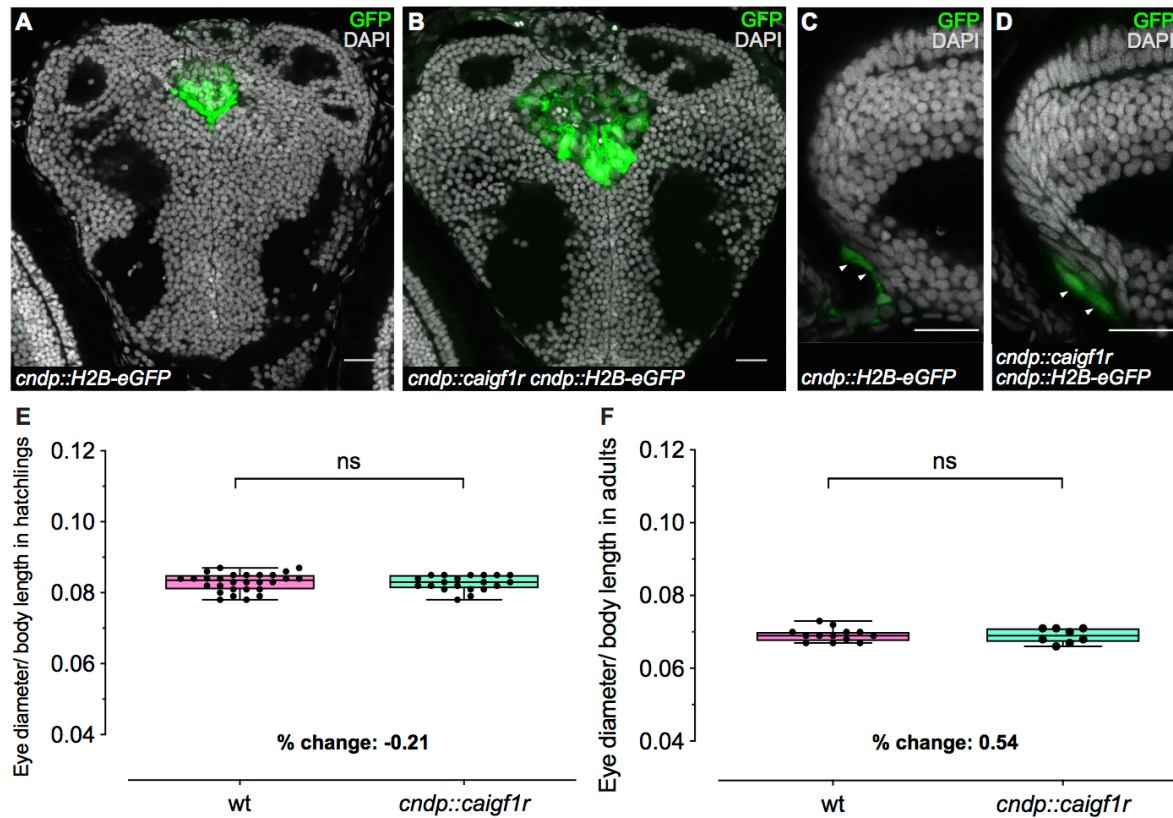 A
GFP
DAPI
cndp::H2B-eGFP
B
GFP
DAPI
cndp::caigf1r cndp::H2B-eGFP
C
GFP
DAPI
cndp::H2B-eGFP
D
GFP
DAPI
cndp::caigf1r
cndp::H2B-eGFP
E
Eye diameter/ body length in hatchlings
0.12
0.10
0.08
0.06
0.04
ns
% change: -0.21
wt
cndp::caigf1r
F
Eye diameter/ body length in adults
0.12
0.10
0.08
0.06
0.04
ns
% change: 0.54
wt
cndp::caigf1r